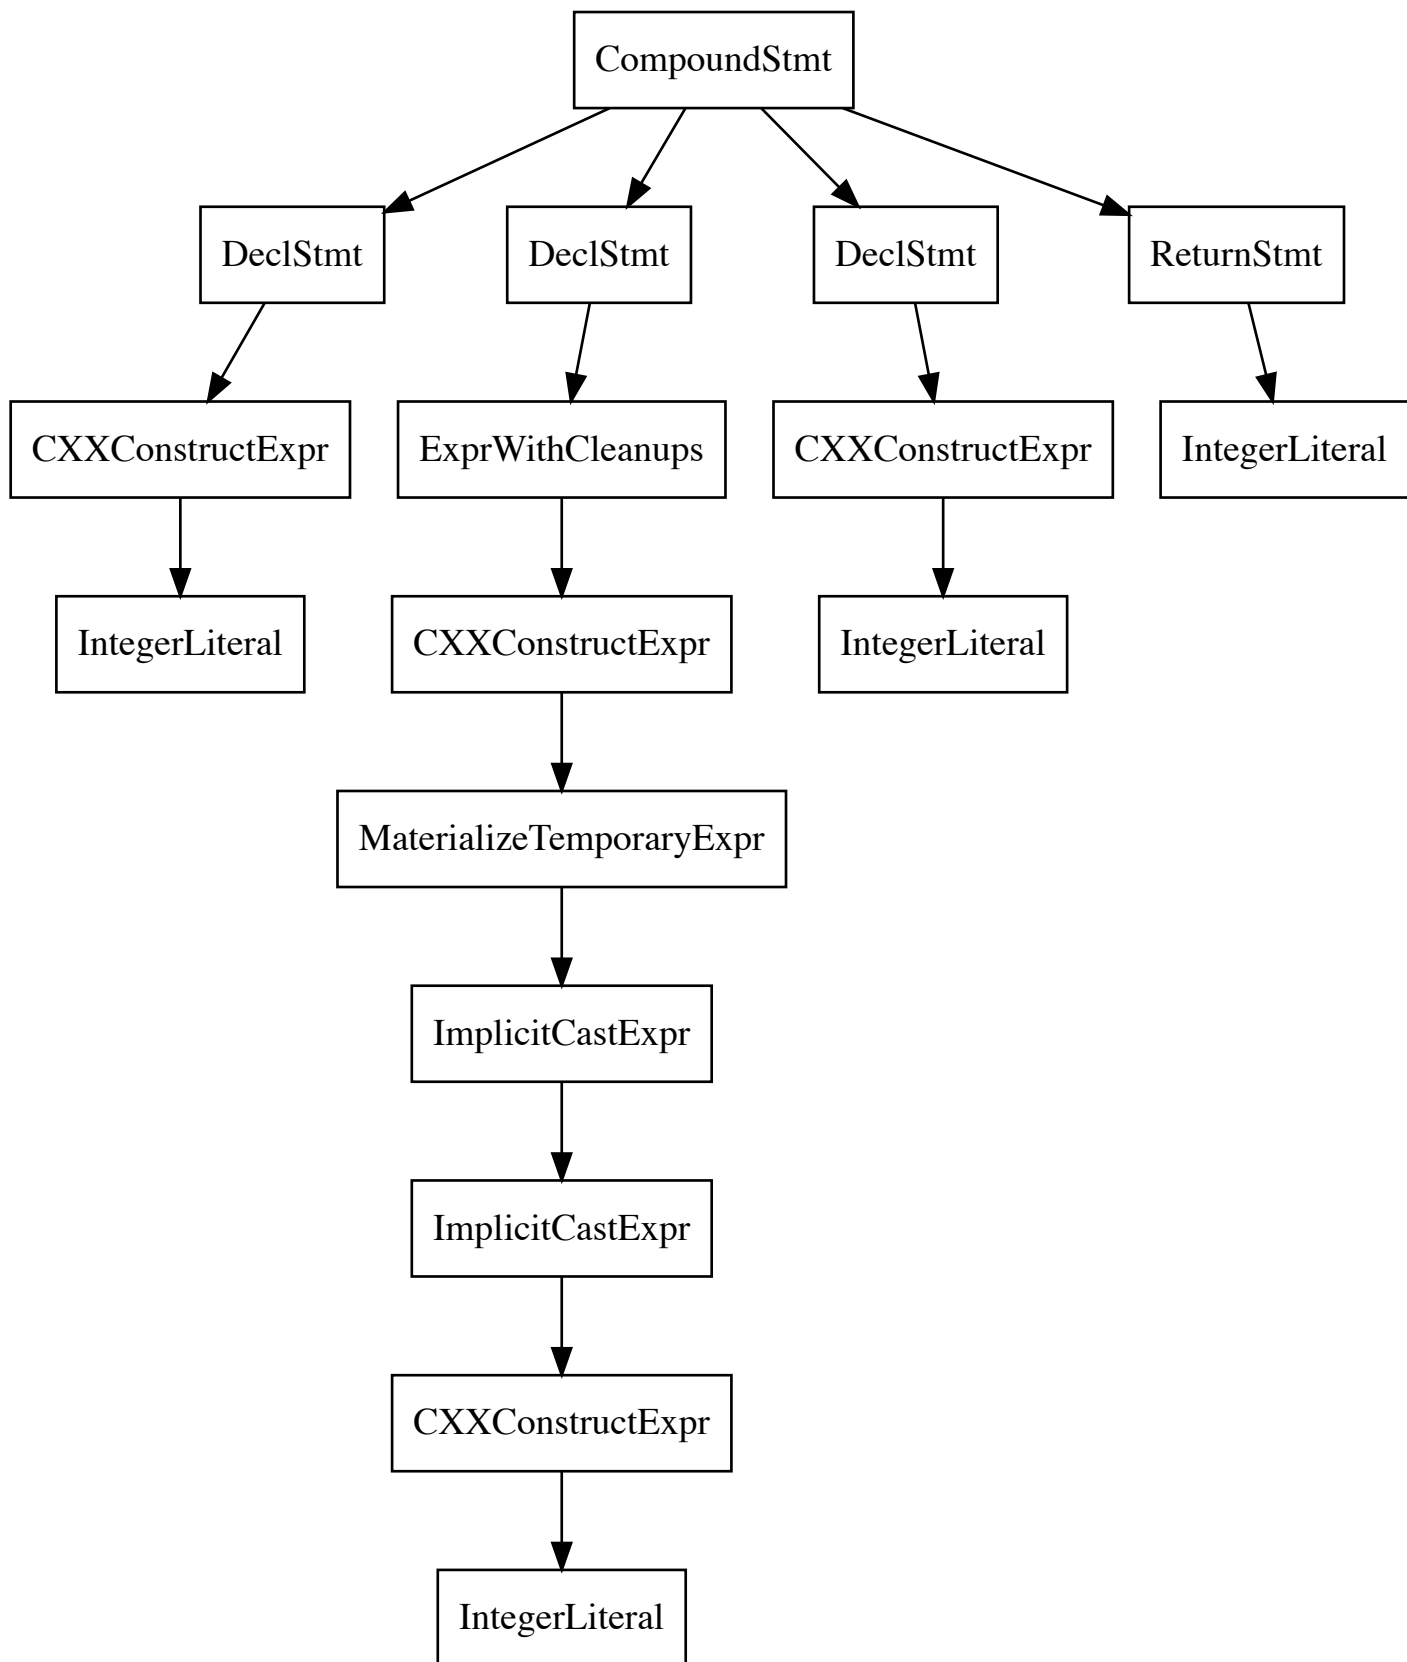 CompoundStmt
DeclStmt
DeclStmt
DeclStmt
ReturnStmt
CXXConstructExpr
ExprWithCleanups
CXXConstructExpr
IntegerLiteral
IntegerLiteral
CXXConstructExpr
IntegerLiteral
MaterializeTemporaryExpr
ImplicitCastExpr
ImplicitCastExpr
CXXConstructExpr
IntegerLiteral